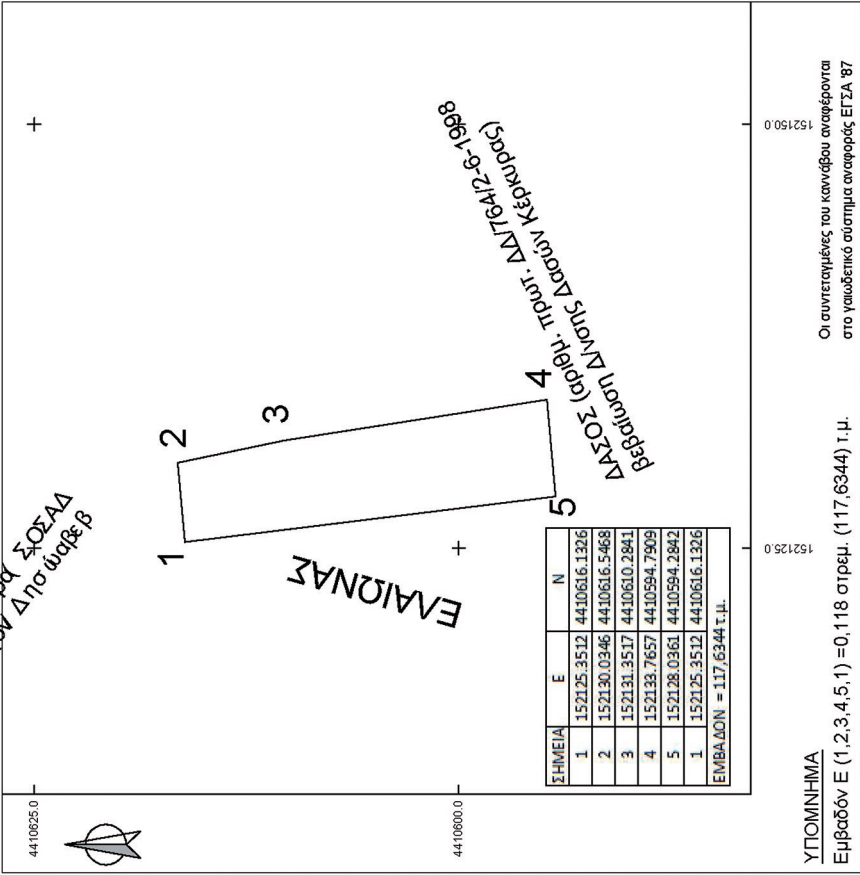 ΔΑΣΟΣ
βεβαίωση Δ
4410625.0
1
2
3
4
5
ΕΛΑΙΩΝΑΣ
ΔΑΣΟΣ (αριθμ. πρωτ. ΔΔ/764/2-6-1998
βεβαίωση Δ/νσης Δασών Κέρκυρας)
4410600.0
152125.0
152150.0
ΣΗΜΕΙΑ E N
1 152125.3512 4410616.1326
2 152130.0346 4410616.5468
3 152131.3517 4410610.2841
4 152133.7657 4410594.7909
5 152128.0361 4410594.2842
1 152125.3512 4410616.1326
ΕΜΒΑΔΟΝ = 117,6344 τ.μ.
ΥΠΟΜΝΗΜΑ
Εμβαδόν Ε (1,2,3,4,5,1) =0,118 στρεμ. (117,6344) τ.μ.
Οι συντεταγμένες του καννάβου αναφέρονται
στο γαιωδετικό σύστημα αναφοράς ΕΓΣΑ '87